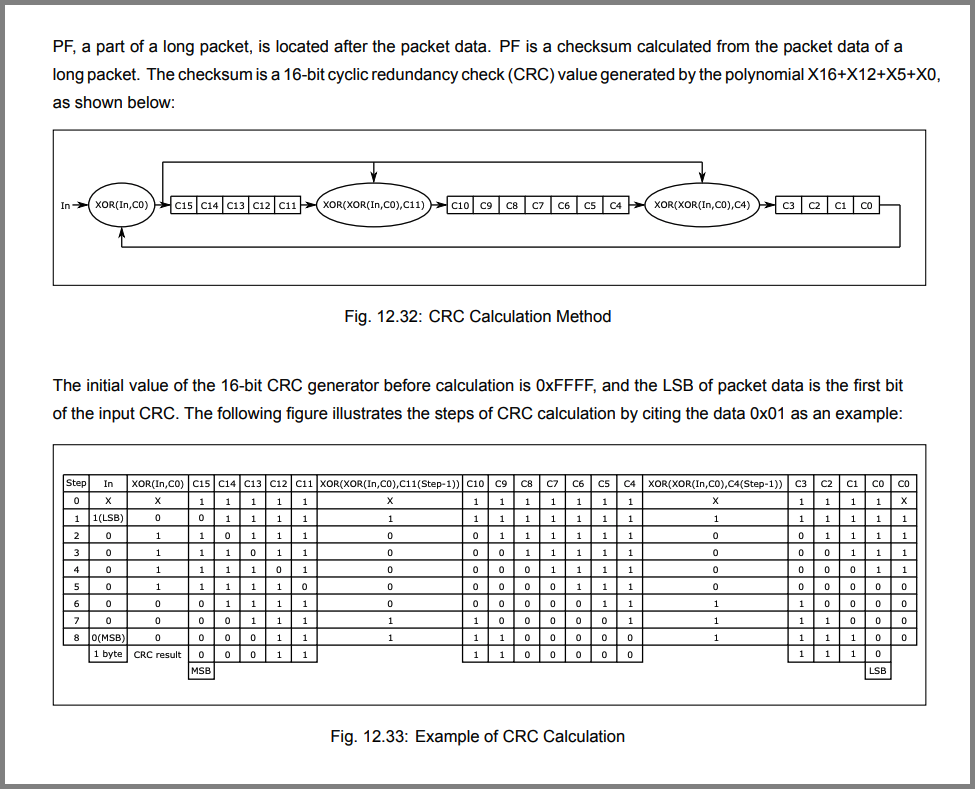 PF, a part of a long packet, is located after the packet data. PF is a checksum calculated from the packet data of a
long packet. The checksum is a 16-bit cyclic redundancy check (CRC) value generated by the polynomial X16+X12+X5+X0,
as shown below:
In XOR(In,C0) C15 C14 C13 C12 C11 XOR(XOR(In,C0),C11) C10 C9 C8 C7 C6 C5 C4 XOR(XOR(In,C0),C4) C3 C2 C1 C0
Fig. 12.32: CRC Calculation Method
The initial value of the 16-bit CRC generator before calculation is 0xFFFF, and the LSB of packet data is the first bit
of the input CRC. The following figure illustrates the steps of CRC calculation by citing the data 0x01 as an example:
Step In XOR(In,C0) C15 C14 C13 C12 C11 XOR(XOR(In,C0),C11(Step-1)) C10 C9 C8 C7 C6 C5 C4 XOR(XOR(In,C0),C4(Step-1)) C3 C2 C1 C0 C0
0 X X 1 1 1 1 1 X 1 1 1 1 1 1 1 X 1 1 1 1 X
1 1(LSB) 0 0 1 1 1 1 1 1 1 1 1 1 1 1 1 1 1 1 1 1
2 0 1 1 0 1 1 1 0 0 1 1 1 1 1 1 0 0 1 1 1 1
3 0 1 1 1 0 1 1 0 0 0 1 1 1 1 1 0 0 0 1 1 1
4 0 1 1 1 1 0 1 0 0 0 0 1 1 1 1 0 0 0 0 1 1
5 0 1 1 1 1 1 0 0 0 0 0 0 1 1 1 0 0 0 0 0 0
6 0 0 0 1 1 1 1 0 0 0 0 0 0 1 1 1 1 0 0 0 0
7 0 0 0 0 1 1 1 1 1 0 0 0 0 0 1 1 1 1 0 0 0
8 0(MSB) 0 0 0 0 1 1 1 1 1 0 0 0 0 0 1 1 1 1 0 0
1 byte CRC result 0 0 0 1 1 1 1 0 0 0 0 0 1 1 1 0
MSB LSB
Fig. 12.33: Example of CRC Calculation